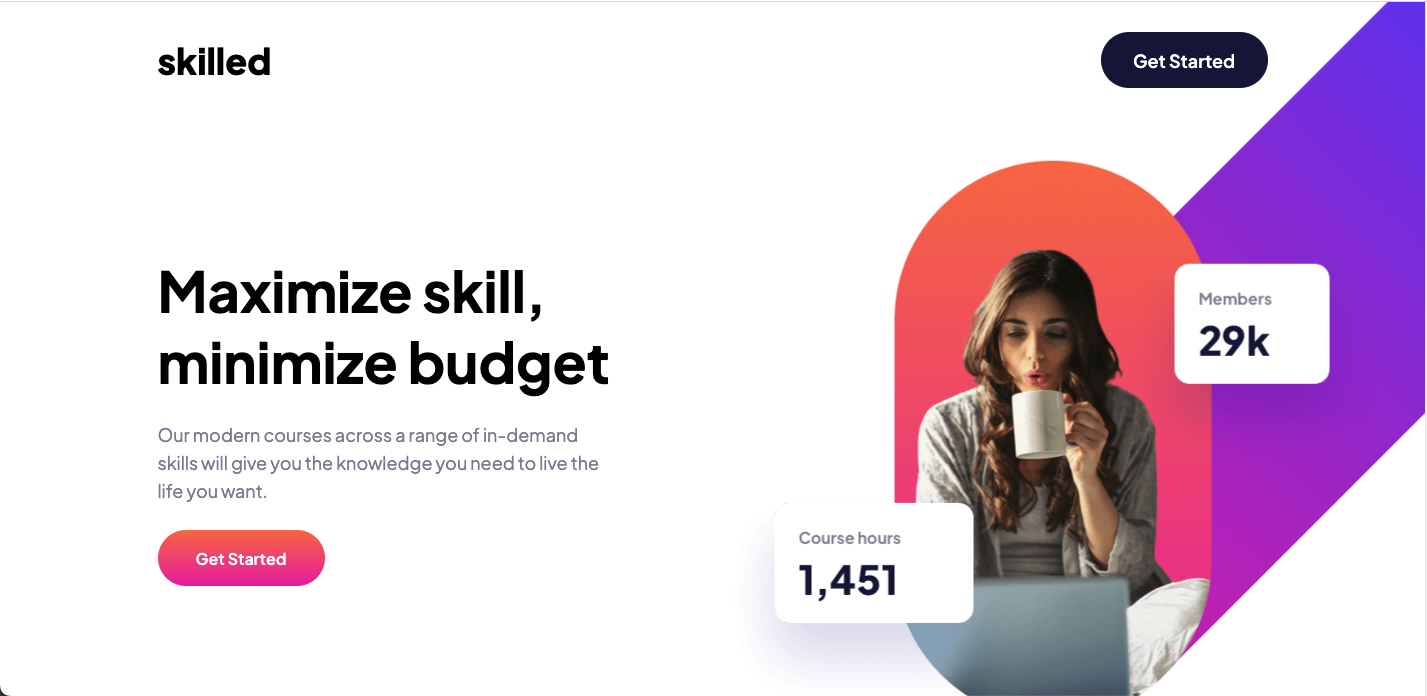 skilled
Get Started
Maximize skill,
minimize budget
Our modern courses across a range of in-demand
skills will give you the knowledge you need to live the
life you want.
Get Started
Members
29k
Course hours
1,451